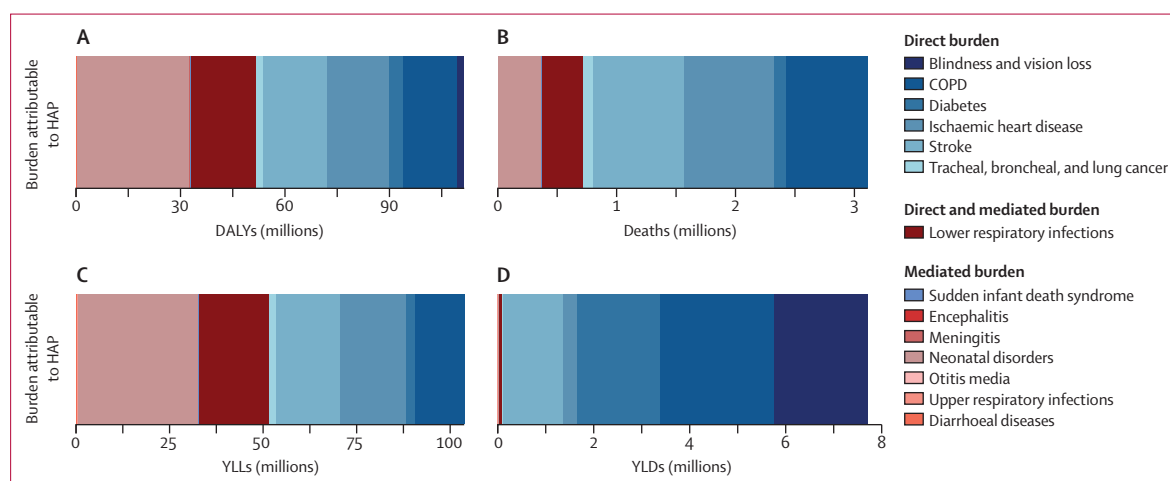 A
Burden attributable
to HAP
0
30
60
90
DALYs (millions)
B
0
1
2
3
Deaths (millions)
C
Burden attributable
to HAP
0
25
50
75
100
YLLs (millions)
D
0
2
4
6
8
YLDs (millions)
Direct burden
Blindness and vision loss
COPD
Diabetes
Ischaemic heart disease
Stroke
Tracheal, broncheal, and lung cancer
Direct and mediated burden
Lower respiratory infections
Mediated burden
Sudden infant death syndrome
Encephalitis
Meningitis
Neonatal disorders
Otitis media
Upper respiratory infections
Diarrhoeal diseases